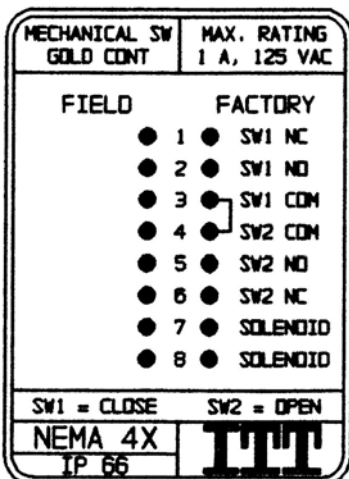 MECHANICAL SW
GOLD CONT
MAX. RATING
1 A, 125 VAC
FIELD FACTORY
1 SW1 NC
2 SW1 NO
3 SW1 COM
4 SW2 COM
5 SW2 NO
6 SW2 NC
7 SOLENOID
8 SOLENOID
SW1 = CLOSE SW2 = OPEN
NEMA 4X
IP 66
ITT